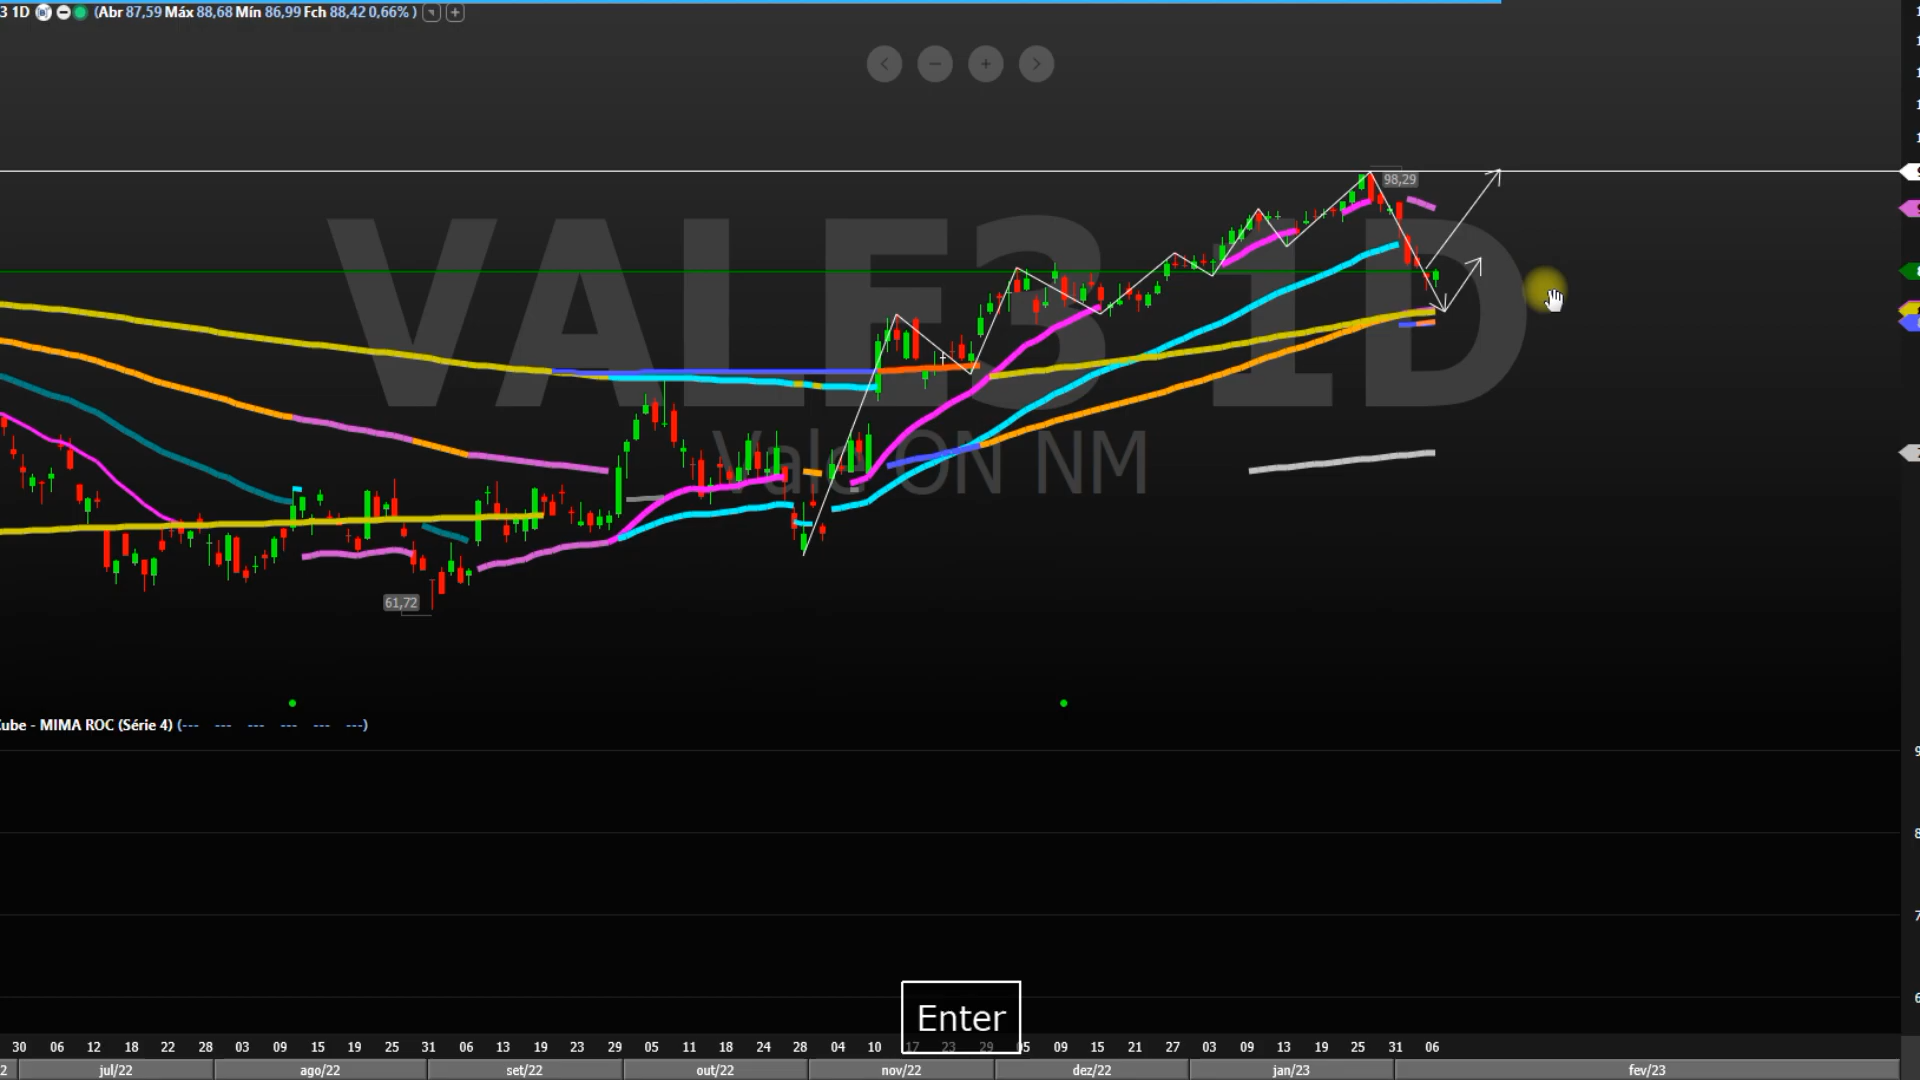 3 1D (Abr 87,59 Máx 88,68 Mín 86,99 Fch 88,42 0,66% )
98,29
VALE3 1D
Vale ON NM
61,72
Cube - MIMA ROC (Série 4) (--- --- --- --- --- ---)
Enter
30 06 12 18 22 28 03 09 15 19 25 31 06 13 19 23 29 05 11 18 24 28 04 10 17 23 29 05 09 15 21 27 03 09 13 19 25 31 06
2 jul/22 ago/22 set/22 out/22 nov/22 dez/22 jan/23 fev/23